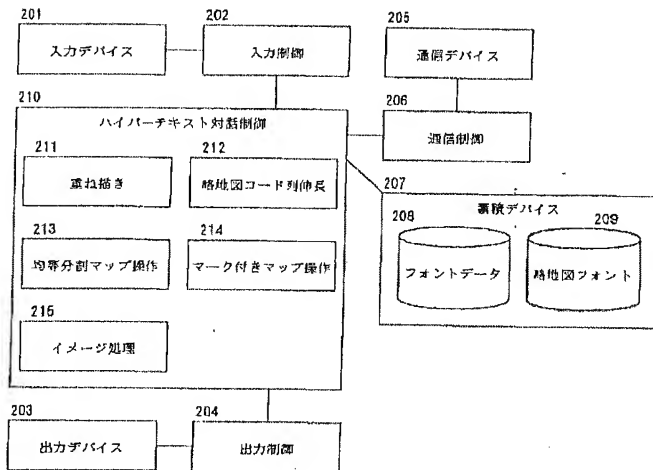 201
入力デバイス
202
入力制御
205
通信デバイス
206
通信制御
210
ハイパーテキスト対話制御
211
重ね描き
212
略地図コード列伸長
213
均等分割マップ操作
214
マーク付きマップ操作
215
イメージ処理
207
蓄積デバイス
208
フォントデータ
209
略地図フォント
203
出力デバイス
204
出力制御